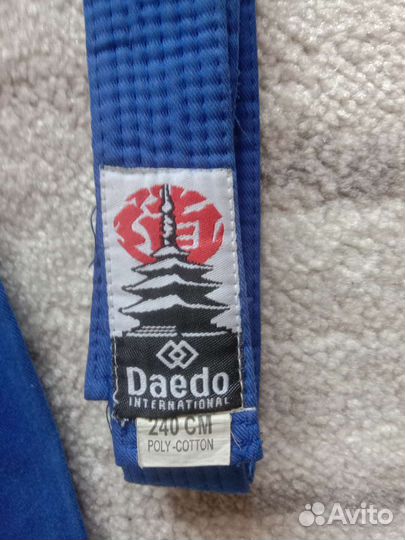 Daedo
INTERNATIONAL
240 CM
POLY-COTTON
Avito